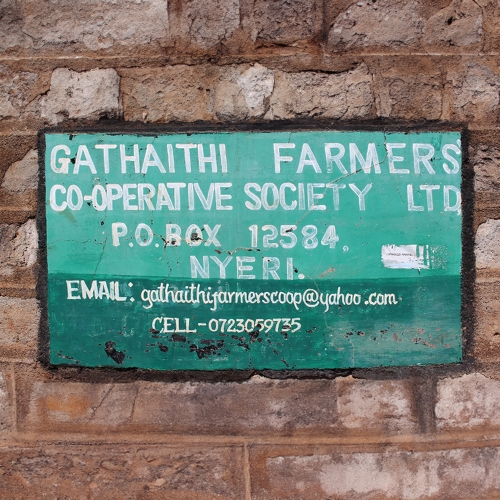 GATHAITHI FARMERS
CO-OPERATIVE SOCIETY LTD
P.O. BOX 12584.
NYERI.
EMAIL: gathaithifarmerscoop@yahoo.com
CELL-0723059735